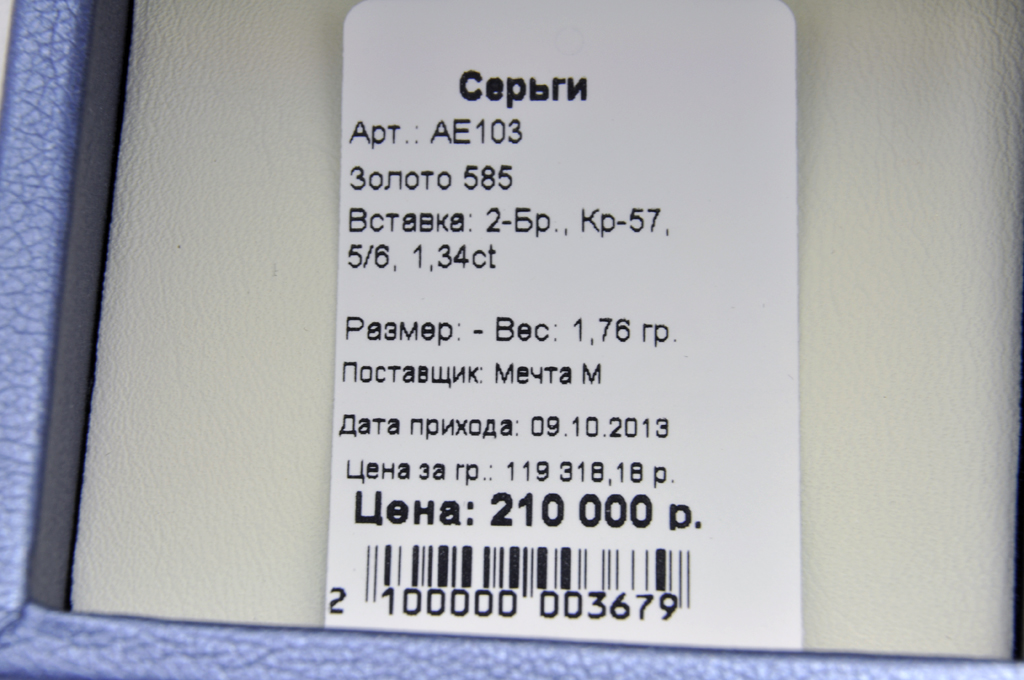 Серьги
Арт.: АЕ103
Золото 585
Вставка: 2-Бр., Кр-57,
5/6, 1,34ct
Размер: - Вес: 1,76 гр.
Поставщик: Мечта М
Дата прихода: 09.10.2013
Цена за гр.: 119 318,18 р.
Цена: 210 000 р.
2 100000 003679